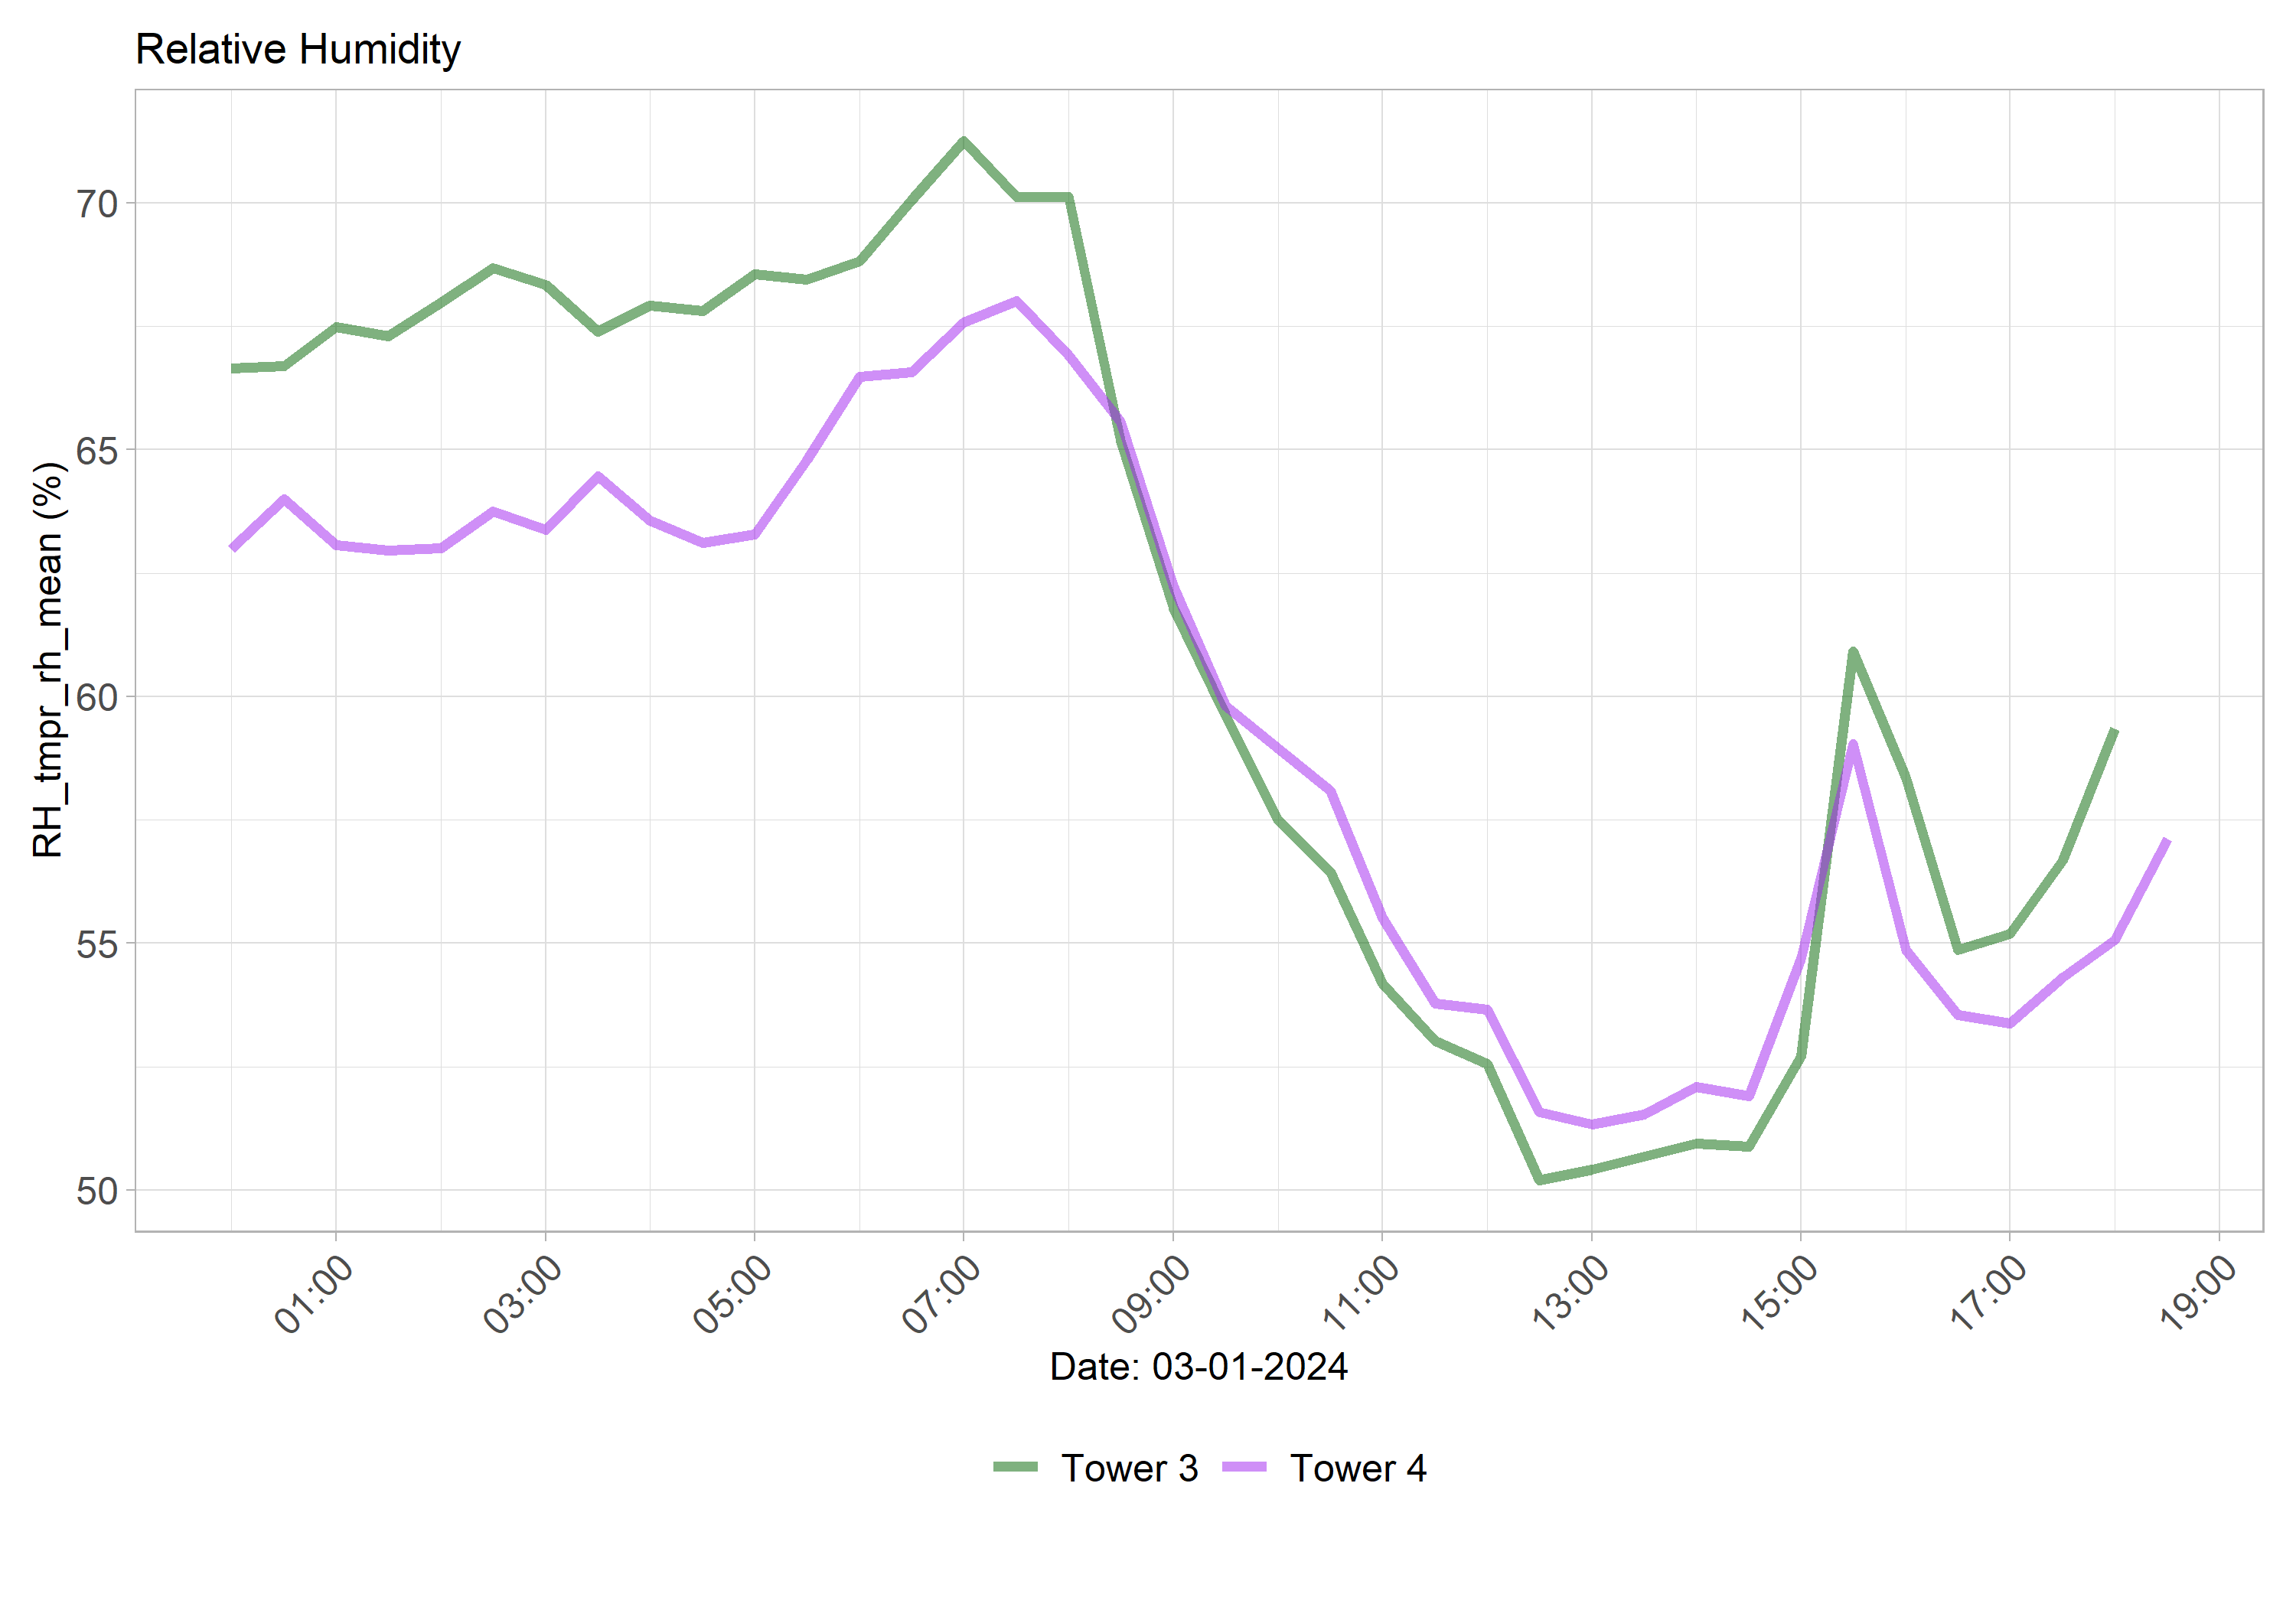 Relative Humidity
RH_tmpr_rh_mean (%)
70
65
60
55
50
01:00 03:00 05:00 07:00 09:00 11:00 13:00 15:00 17:00 19:00
Date: 03-01-2024
Tower 3 Tower 4